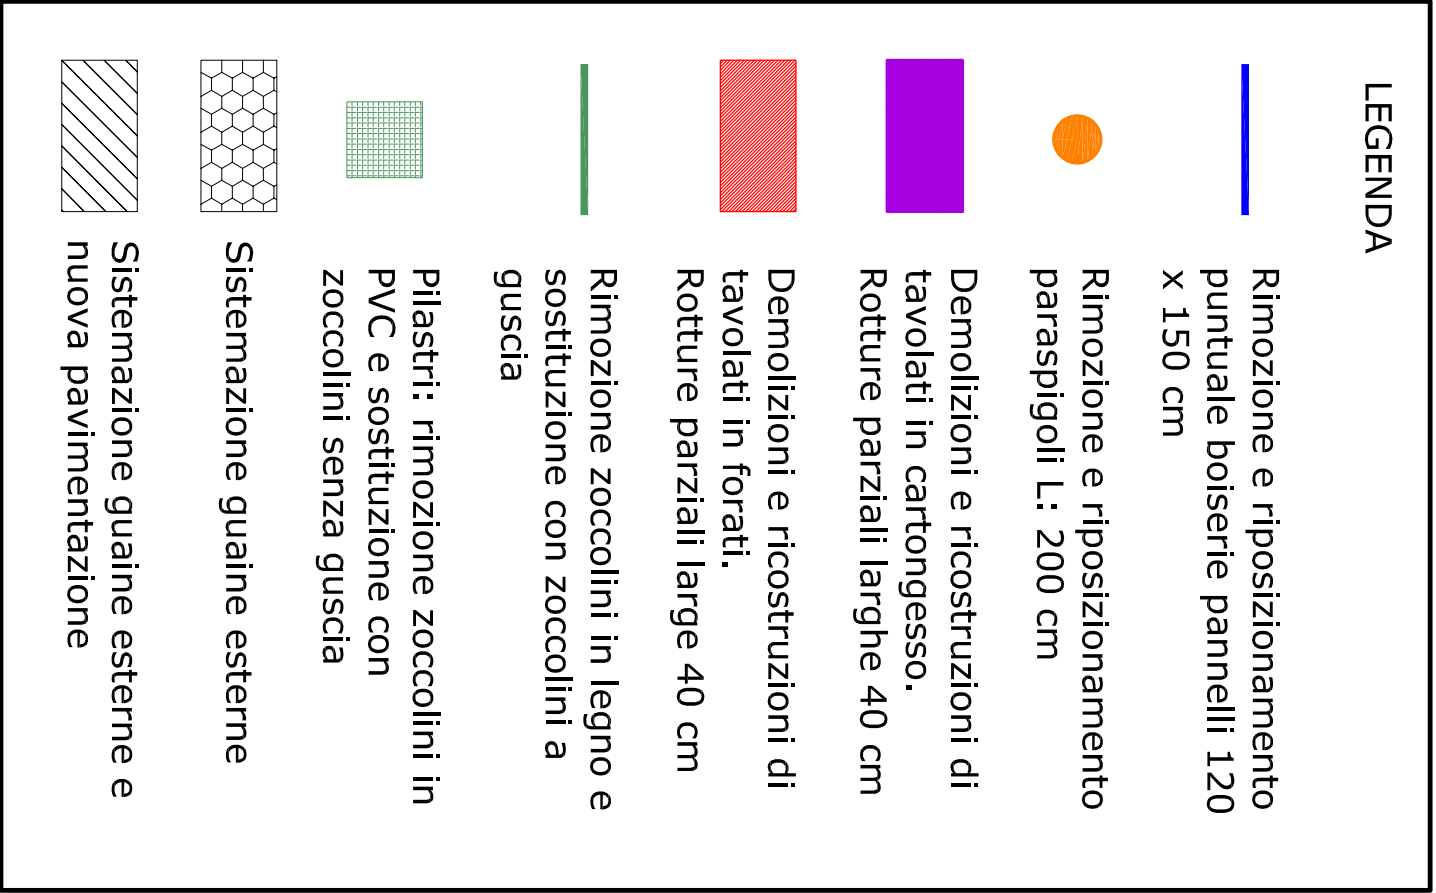 LEGENDA
Rimozione e riposizionamento
puntuale boiserie pannelli 120
x 150 cm
Rimozione e riposizionamento
paraspigoli L: 200 cm
Demolizioni e ricostruzioni di
tavolati in cartongesso.
Rotture parziali larghe 40 cm
Demolizioni e ricostruzioni di
tavolati in forati.
Rotture parziali large 40 cm
Rimozione zoccolini in legno e
sostituzione con zoccolini a
guscia
Pilastri: rimozione zoccolini in
PVC e sostituzione con
zoccolini senza guscia
Sistemazione guaine esterne
Sistemazione guaine esterne e
nuova pavimentazione